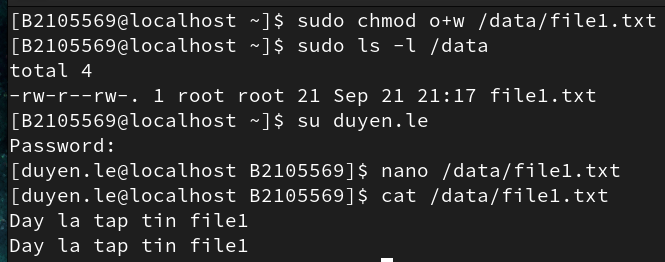 [B2105569@localhost ~]$ sudo chmod o+w /data/file1.txt
[B2105569@localhost ~]$ sudo ls -l /data
total 4
-rw-r--rw-. 1 root root 21 Sep 21 21:17 file1.txt
[B2105569@localhost ~]$ su duyen.le
Password:
[duyen.le@localhost B2105569]$ nano /data/file1.txt
[duyen.le@localhost B2105569]$ cat /data/file1.txt
Day la tap tin file1
Day la tap tin file1